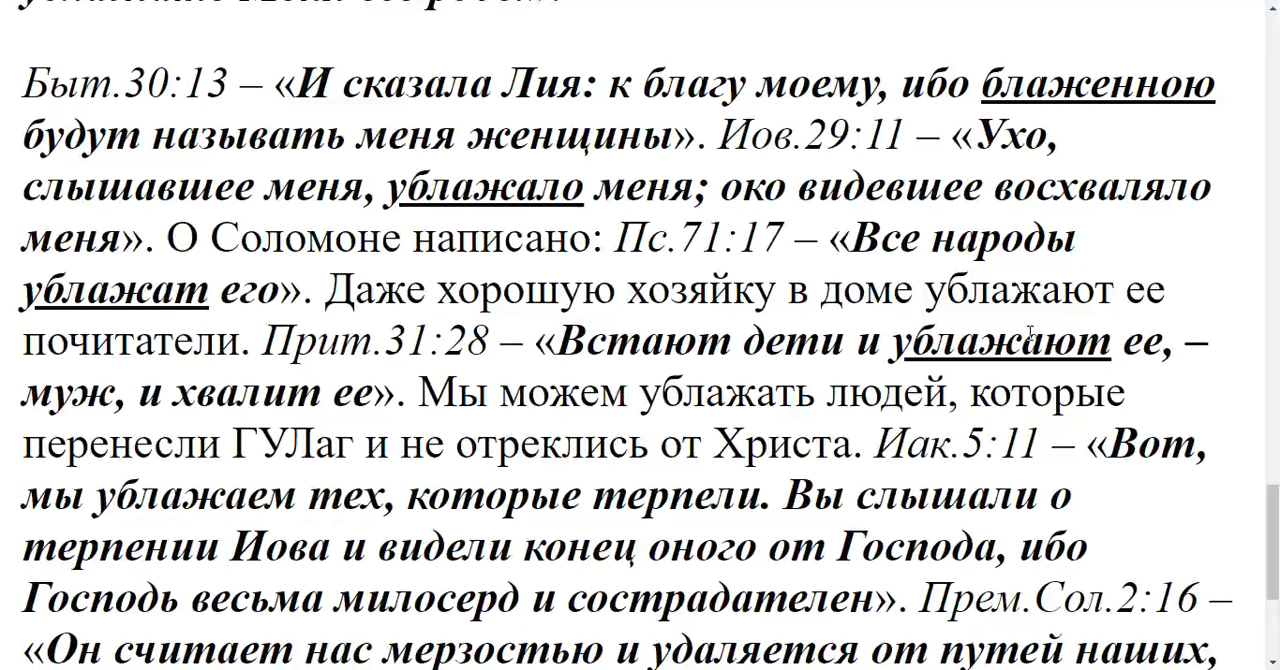 Быт.30:13 – «И сказала Лия: к благу моему, ибо блаженною
будут называть меня женщины». Иов.29:11 – «Ухо,
слышавшее меня, ублажало меня; око видевшее восхваляло
меня». О Соломоне написано: Пс.71:17 – «Все народы
ублажат его». Даже хорошую хозяйку в доме ублажают ее
почитатели. Прит.31:28 – «Встают дети и ублажают ее, –
муж, и хвалит ее». Мы можем ублажать людей, которые
перенесли ГУЛаг и не отреклись от Христа. Иак.5:11 – «Вот,
мы ублажаем тех, которые терпели. Вы слышали о
терпении Иова и видели конец оного от Господа, ибо
Господь весьма милосерд и сострадателен». Прем.Сол.2:16 –
«Он считает нас мерзостью и удаляется от путей наших,